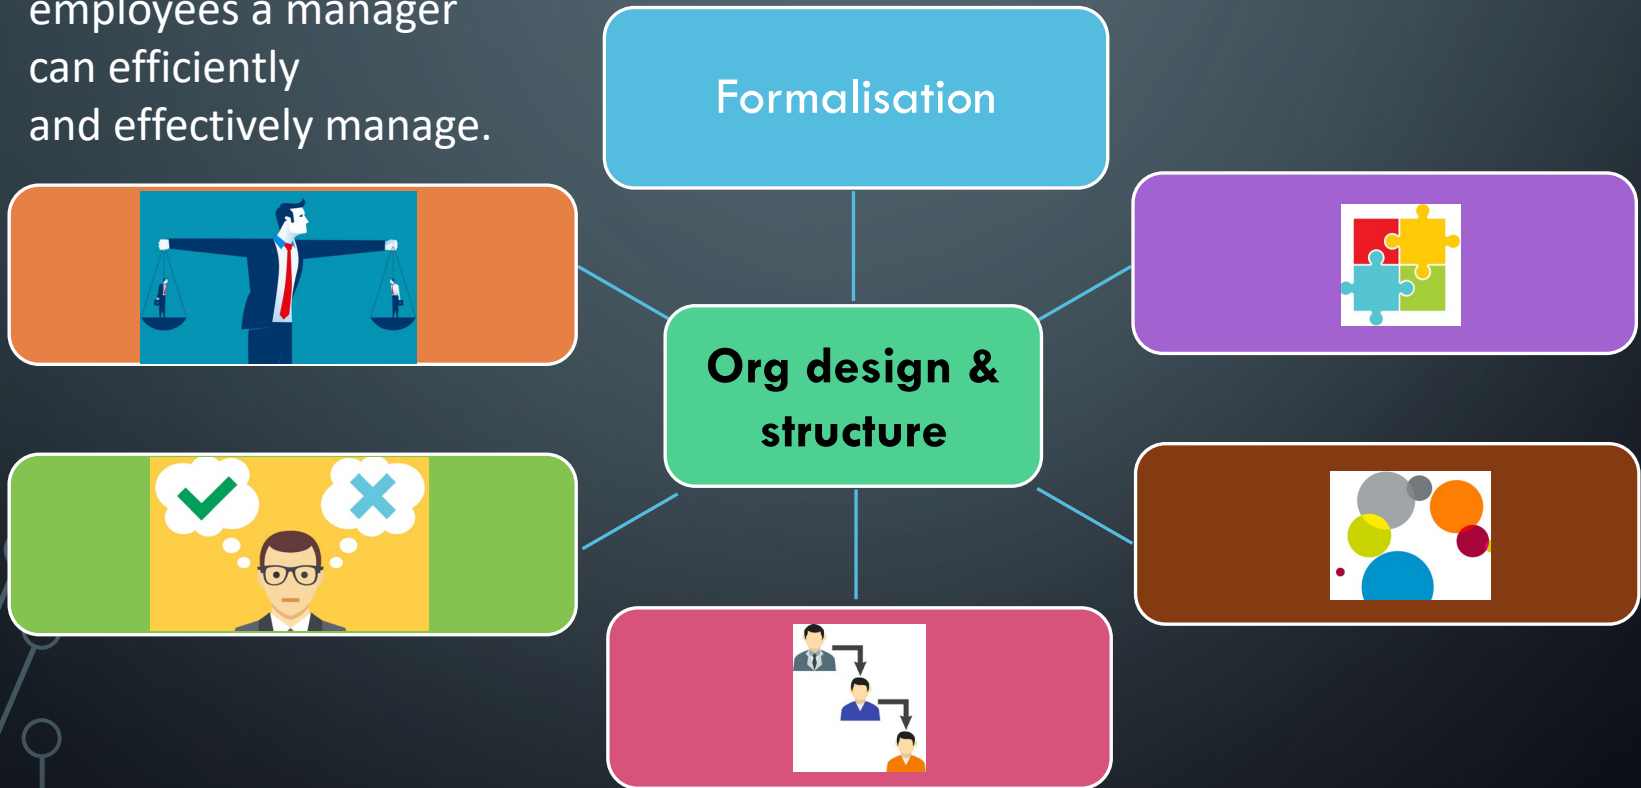 employees a manager
can efficiently
and effectively manage.
Formalisation
Org design &
structure